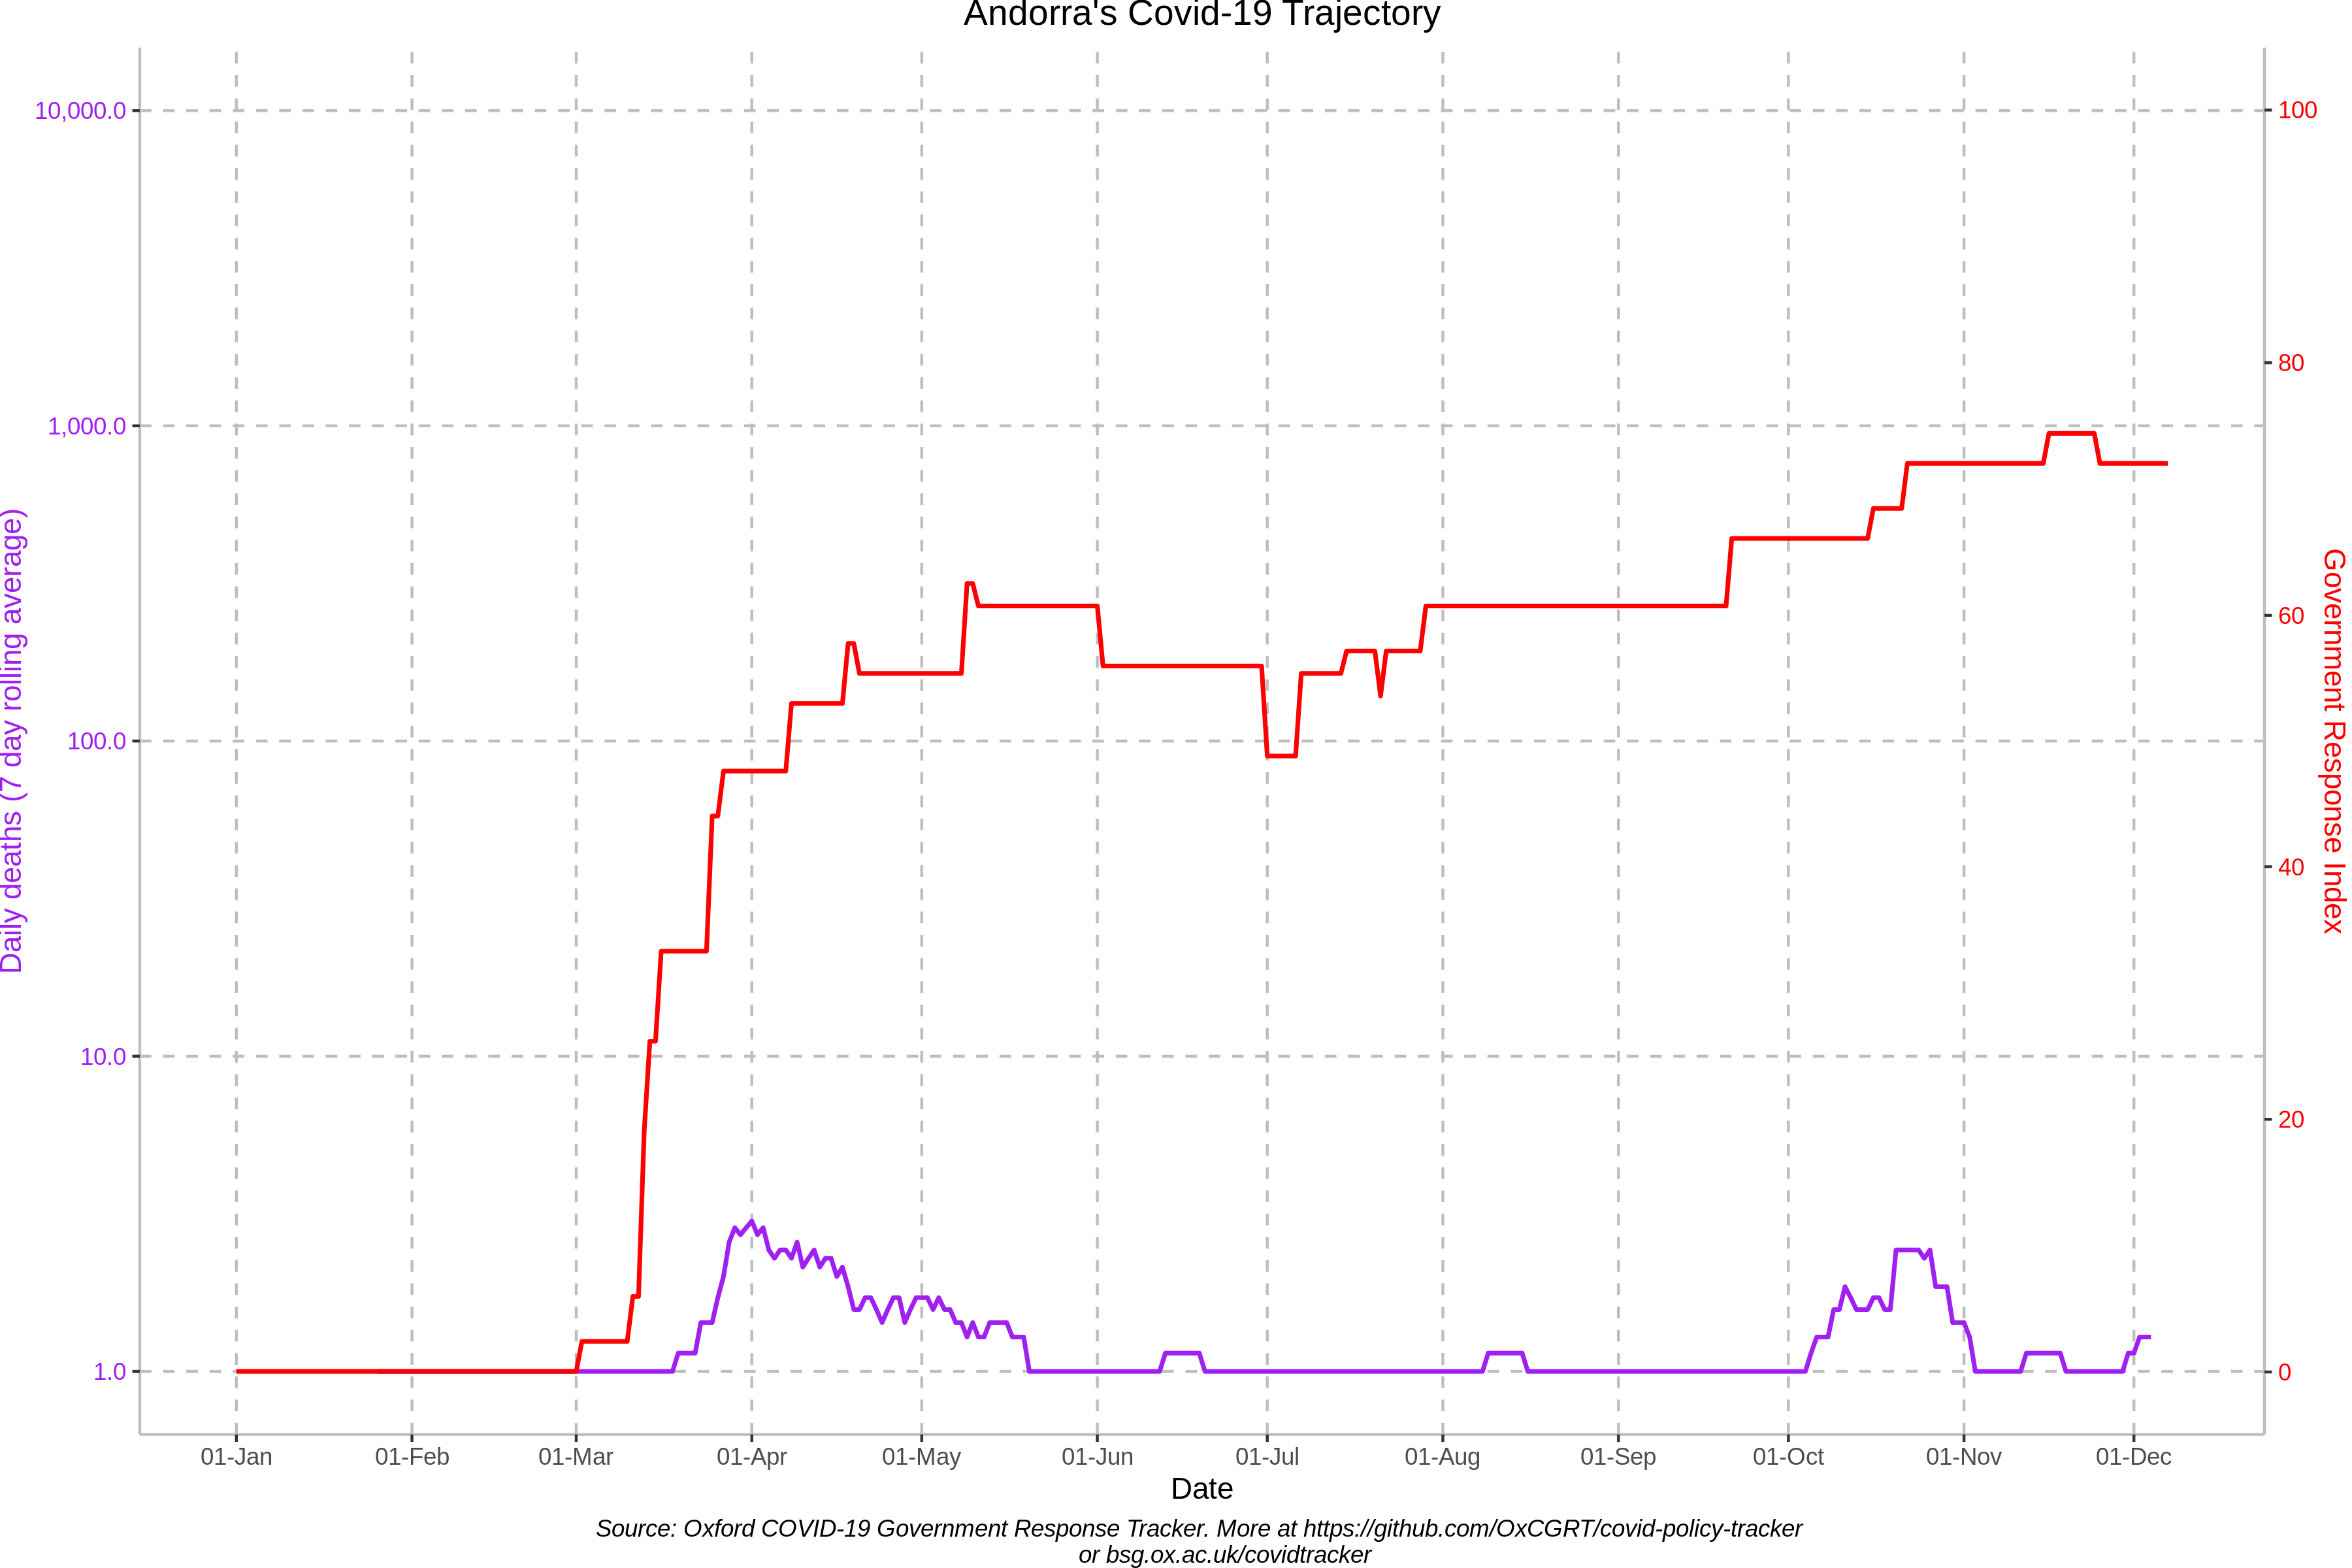 Andorra's Covid-19 Trajectory
10,000.0
1,000.0
100.0
10.0
1.0
Daily deaths (7 day rolling average)
100
80
60
40
20
0
Government Response Index
01-Jan 01-Feb 01-Mar 01-Apr 01-May 01-Jun 01-Jul 01-Aug 01-Sep 01-Oct 01-Nov 01-Dec
Date
Source: Oxford COVID-19 Government Response Tracker. More at https://github.com/OxCGRT/covid-policy-tracker
or bsg.ox.ac.uk/covidtracker